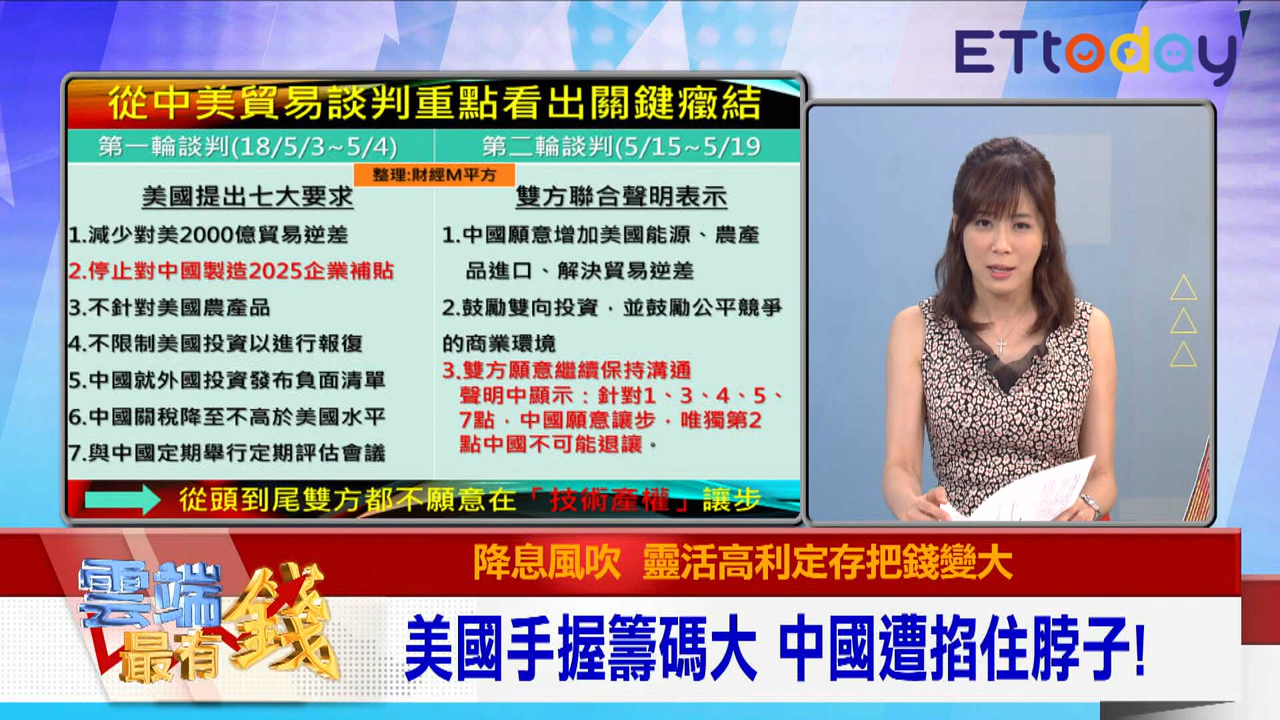 ETtoday
從中美貿易談判重點看出關鍵癥結
第一輪談判(18/5/3~5/4)
第二輪談判(5/15~5/19
整理:財經M平方
美國提出七大要求
1.減少對美2000億貿易逆差
2.停止對中國製造2025企業補貼
3.不針對美國農產品
4.不限制美國投資以進行報復
5.中國就外國投資發布負面清單
6.中國關稅降至不高於美國水平
7.與中國定期舉行定期評估會議
雙方聯合聲明表示
1.中國願意增加美國能源、農產
品進口、解決貿易逆差
2.鼓勵雙向投資，並鼓勵公平競爭
的商業環境
3.雙方願意繼續保持溝通
聲明中顯示：針對1、3、4、5、
7點，中國願意讓步，唯獨第2
點中國不可能退讓。
從頭到尾雙方都不願意在「技術產權」讓步
降息風吹 靈活高利定存把錢變大
雲端
最有錢
美國手握籌碼大 中國遭掐住脖子!